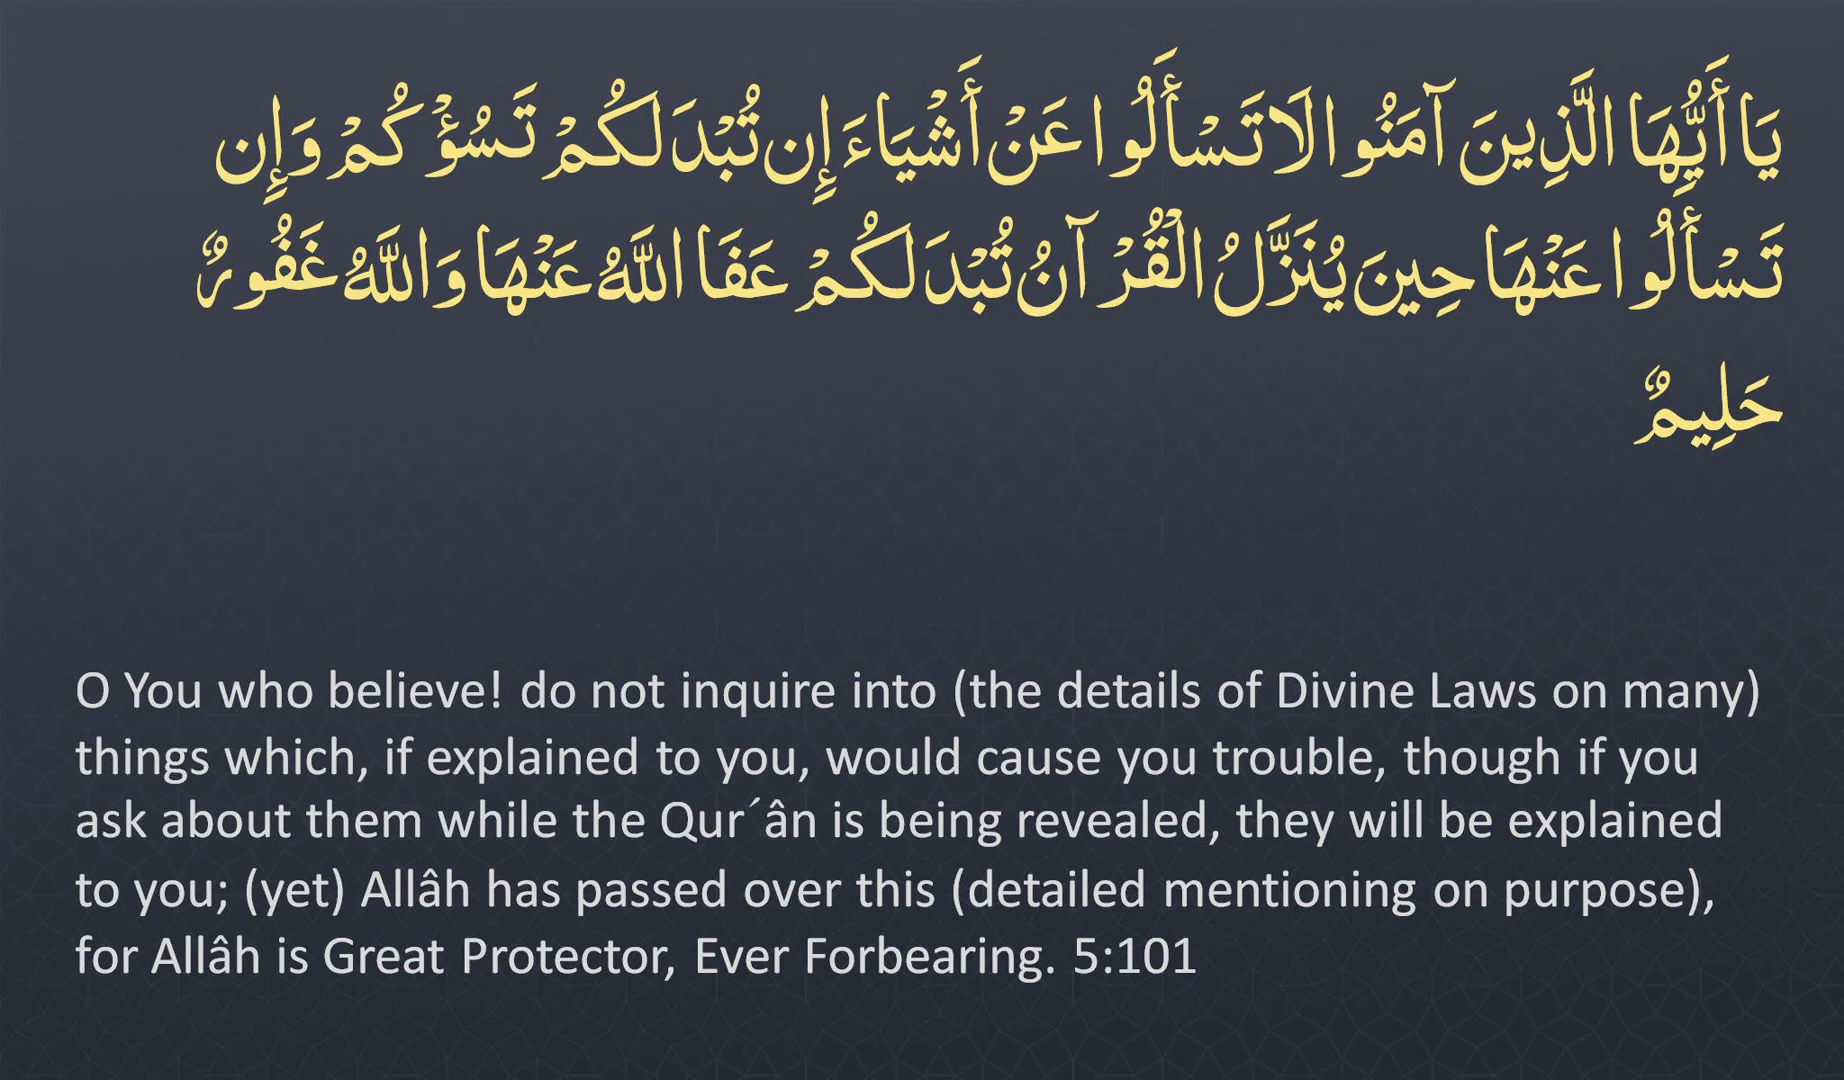 يَا أَيُّهَا الَّذِينَ آمَنُوا لَا تَسْأَلُوا عَنْ أَشْيَاءَ إِن تُبْدَ لَكُمْ تَسُؤْكُمْ وَإِن
تَسْأَلُوا عَنْهَا حِينَ يُنَزَّلُ الْقُرْآنُ تُبْدَ لَكُمْ عَفَا اللَّهُ عَنْهَا وَاللَّهُ غَفُورٌ
حَلِيمٌ
O You who believe! do not inquire into (the details of Divine Laws on many)
things which, if explained to you, would cause you trouble, though if you
ask about them while the Qur´ân is being revealed, they will be explained
to you; (yet) Allâh has passed over this (detailed mentioning on purpose),
for Allâh is Great Protector, Ever Forbearing. 5:101